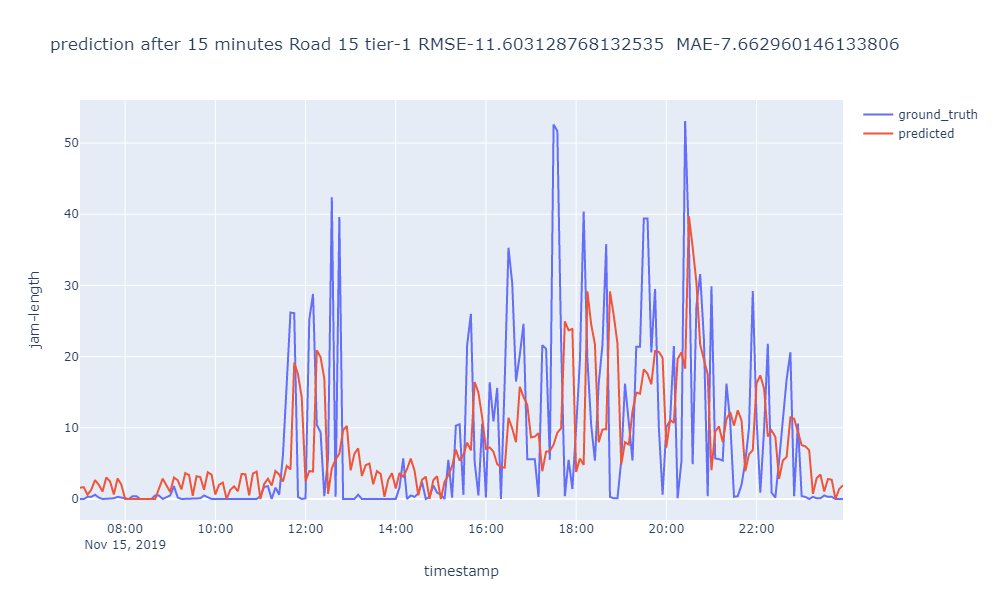 prediction after 15 minutes Road 15 tier-1 RMSE-11.603128768132535  MAE-7.662960146133806
ground_truth
predicted
jam-length
50
40
30
20
10
0
08:00 10:00 12:00 14:00 16:00 18:00 20:00 22:00
Nov 15, 2019
timestamp